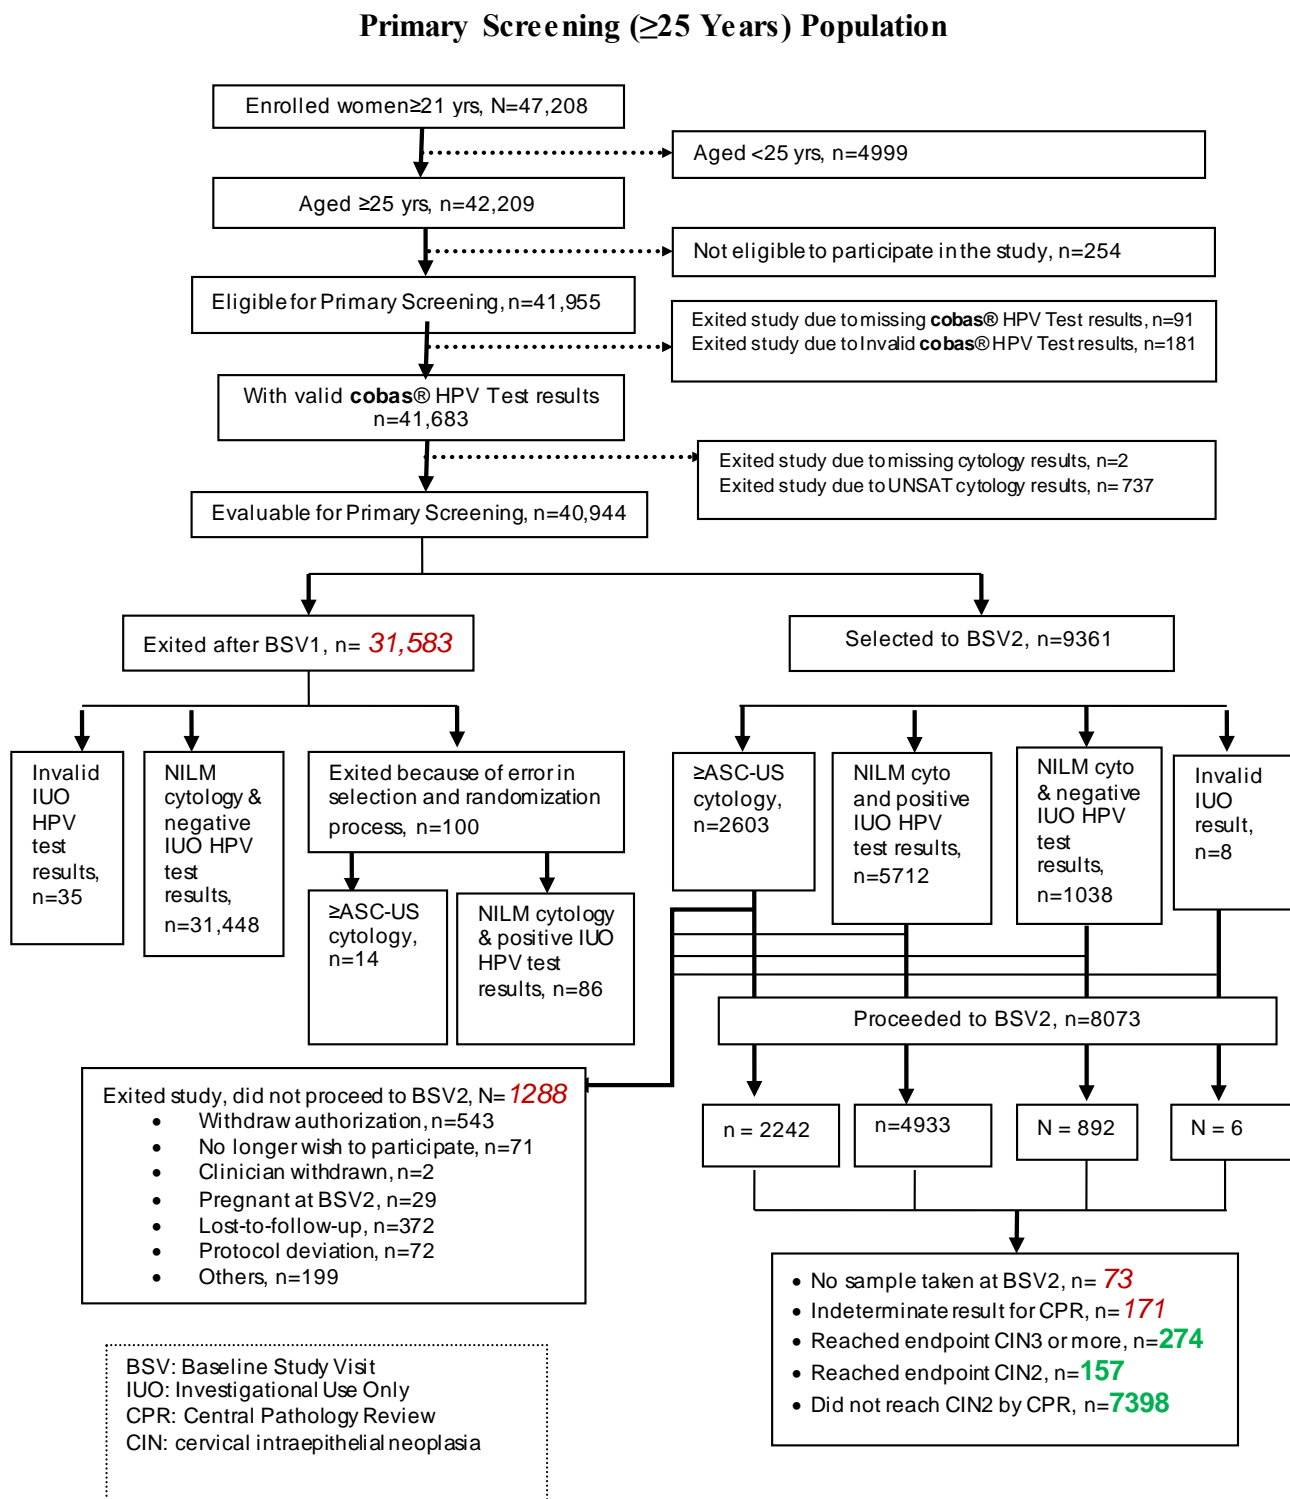 Primary Screening (≥25 Years) Population
Enrolled women≥21 yrs, N=47,208
Aged <25 yrs, n=4999
Aged ≥25 yrs, n=42,209
Not eligible to participate in the study, n=254
Eligible for Primary Screening, n=41,955
Exited study due to missing cobas® HPV Test results, n=91
Exited study due to Invalid cobas® HPV Test results, n=181
With valid cobas® HPV Test results
n=41,683
Exited study due to missing cytology results, n=2
Exited study due to UNSAT cytology results, n=737
Evaluable for Primary Screening, n=40,944
Exited after BSV1, n= 31,583
Selected to BSV2, n=9361
Invalid
IUO
HPV
test
results,
n=35
NILM
cytology &
negative
IUO HPV
test
results,
n=31,448
Exited because of error in
selection and randomization
process, n=100
≥ASC-US
cytology,
n=14
NILM cytology
& positive IUO
HPV test
results, n=86
≥ASC-US
cytology,
n=2603
NILM cyto
and positive
IUO HPV
test results,
n=5712
NILM cyto
& negative
IUO HPV
test
results,
n=1038
Invalid
IUO
result,
n=8
Proceeded to BSV2, n=8073
Exited study, did not proceed to BSV2, N= 1288
• Withdraw authorization, n=543
• No longer wish to participate, n=71
• Clinician withdrawn, n=2
• Pregnant at BSV2, n=29
• Lost-to-follow-up, n=372
• Protocol deviation, n=72
• Others, n=199
n = 2242
n=4933
N = 892
N = 6
• No sample taken at BSV2, n= 73
• Indeterminate result for CPR, n=171
• Reached endpoint CIN3 or more, n=274
• Reached endpoint CIN2, n=157
• Did not reach CIN2 by CPR, n=7398
BSV: Baseline Study Visit
IUO: Investigational Use Only
CPR: Central Pathology Review
CIN: cervical intraepithelial neoplasia